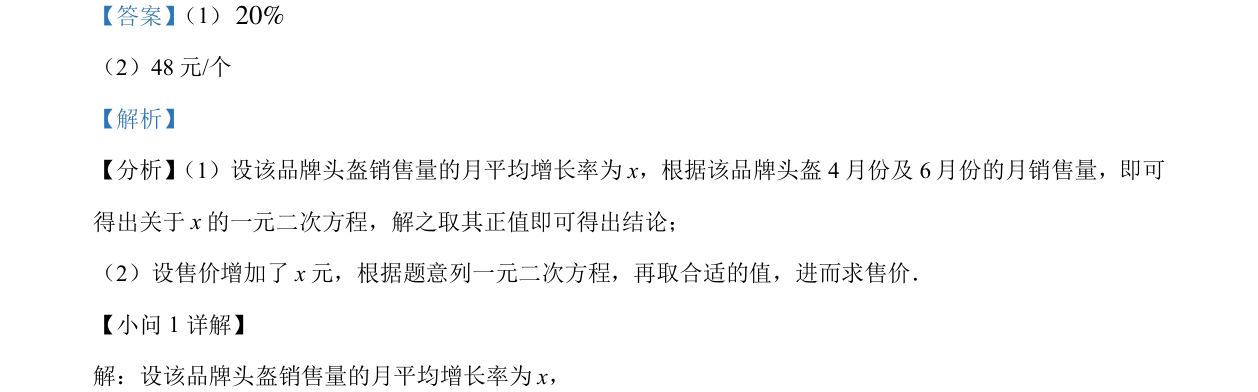 【答案】（1）20%
（2）48 元/个
【解析】
【分析】（1）设该品牌头盔销售量的月平均增长率为 x，根据该品牌头盔 4 月份及 6 月份的月销售量，即可
得出关于 x 的一元二次方程，解之取其正值即可得出结论；
（2）设售价增加了 x 元，根据题意列一元二次方程，再取合适的值，进而求售价．
【小问 1 详解】
解：设该品牌头盔销售量的月平均增长率为 x，